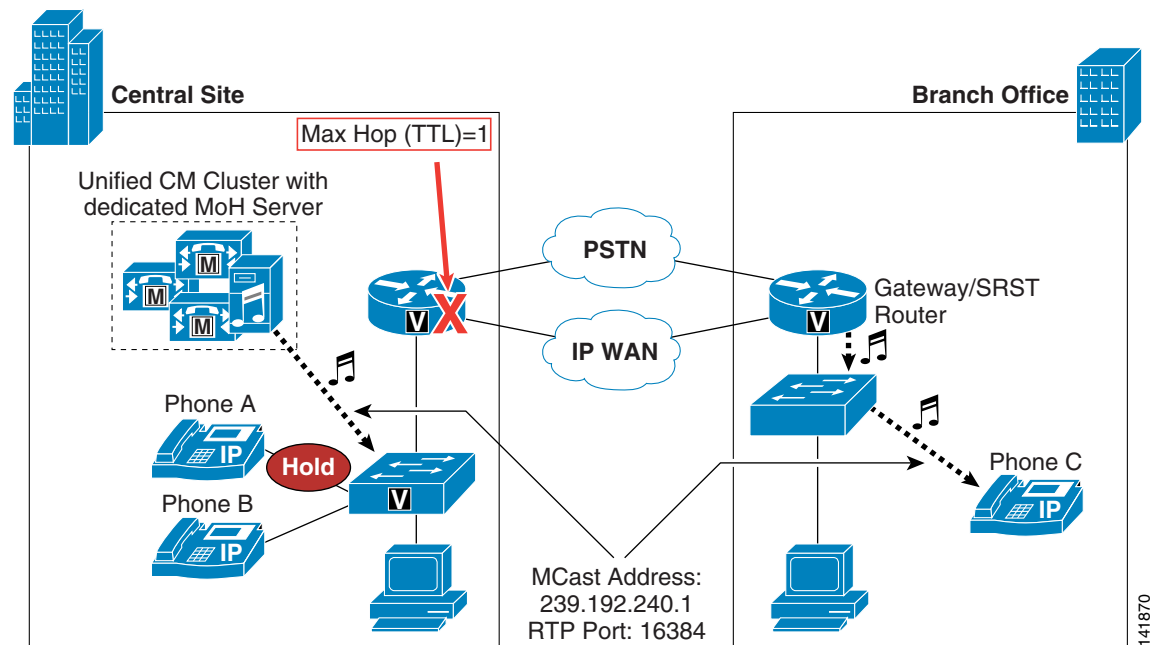 Central Site
Branch Office
Max Hop (TTL)=1
Unified CM Cluster with
dedicated MoH Server
M
M
M
PSTN
V
X
V
Gateway/SRST
Router
IP WAN
Phone A
IP
Hold
Phone C
IP
Phone B
IP
V
MCast Address:
239.192.240.1
RTP Port: 16384
141870